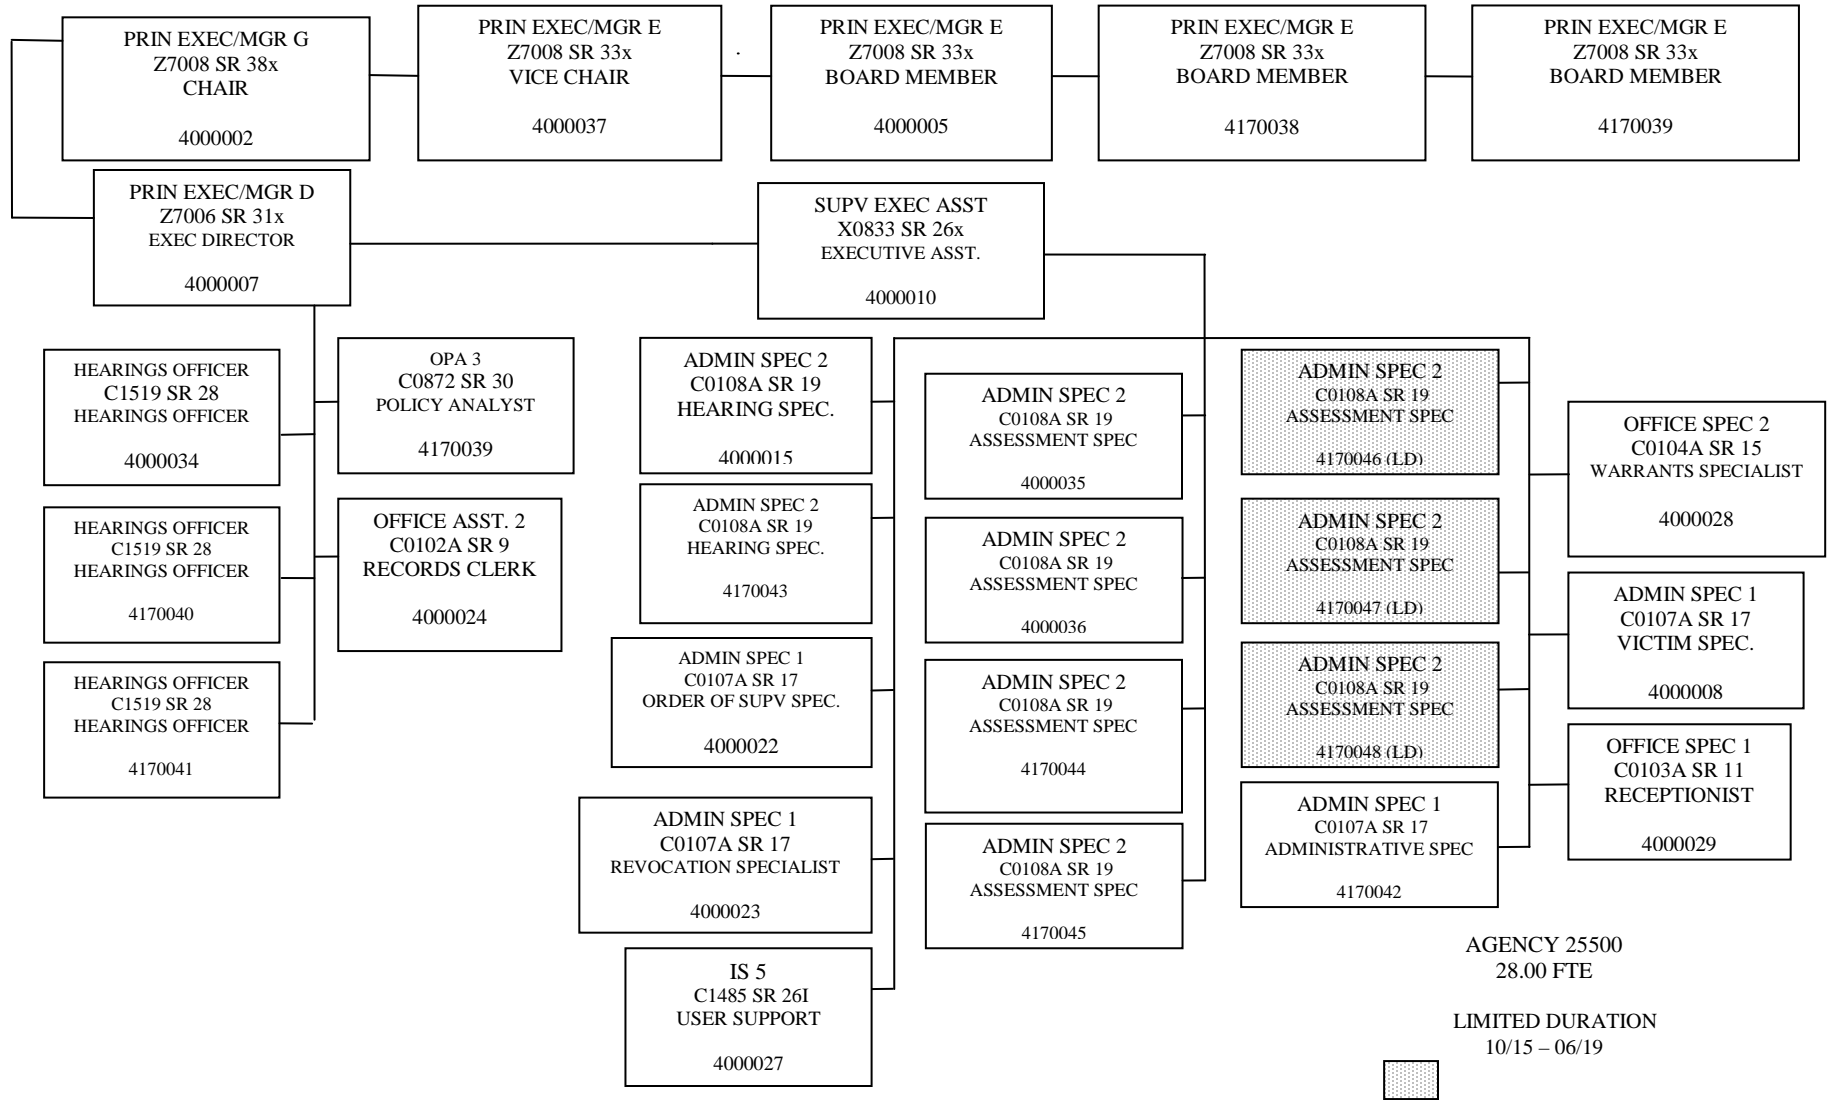 PRIN EXEC/MGR G
Z7008 SR 38x
CHAIR
4000002
PRIN EXEC/MGR E
Z7008 SR 33x
VICE CHAIR
4000037
PRIN EXEC/MGR E
Z7008 SR 33x
BOARD MEMBER
4000005
PRIN EXEC/MGR E
Z7008 SR 33x
BOARD MEMBER
4170038
PRIN EXEC/MGR E
Z7008 SR 33x
BOARD MEMBER
4170039
PRIN EXEC/MGR D
Z7006 SR 31x
EXEC DIRECTOR
4000007
SUPV EXEC ASST
X0833 SR 26x
EXECUTIVE ASST.
4000010
HEARINGS OFFICER
C1519 SR 28
HEARINGS OFFICER
4000034
HEARINGS OFFICER
C1519 SR 28
HEARINGS OFFICER
4170040
HEARINGS OFFICER
C1519 SR 28
HEARINGS OFFICER
4170041
OPA 3
C0872 SR 30
POLICY ANALYST
4170039
OFFICE ASST. 2
C0102A SR 9
RECORDS CLERK
4000024
ADMIN SPEC 2
C0108A SR 19
HEARING SPEC.
4000015
ADMIN SPEC 2
C0108A SR 19
HEARING SPEC.
4170043
ADMIN SPEC 1
C0107A SR 17
ORDER OF SUPV SPEC.
4000022
ADMIN SPEC 1
C0107A SR 17
REVOCATION SPECIALIST
4000023
IS 5
C1485 SR 26I
USER SUPPORT
4000027
ADMIN SPEC 2
C0108A SR 19
ASSESSMENT SPEC
4000035
ADMIN SPEC 2
C0108A SR 19
ASSESSMENT SPEC
4000036
ADMIN SPEC 2
C0108A SR 19
ASSESSMENT SPEC
4170044
ADMIN SPEC 2
C0108A SR 19
ASSESSMENT SPEC
4170045
ADMIN SPEC 2
C0108A SR 19
ASSESSMENT SPEC
4170046 (LD)
ADMIN SPEC 2
C0108A SR 19
ASSESSMENT SPEC
4170047 (LD)
ADMIN SPEC 2
C0108A SR 19
ASSESSMENT SPEC
4170048 (LD)
ADMIN SPEC 1
C0107A SR 17
ADMINISTRATIVE SPEC
4170042
OFFICE SPEC 2
C0104A SR 15
WARRANTS SPECIALIST
4000028
ADMIN SPEC 1
C0107A SR 17
VICTIM SPEC.
4000008
OFFICE SPEC 1
C0103A SR 11
RECEPTIONIST
4000029
AGENCY 25500
28.00 FTE
LIMITED DURATION
10/15 – 06/19